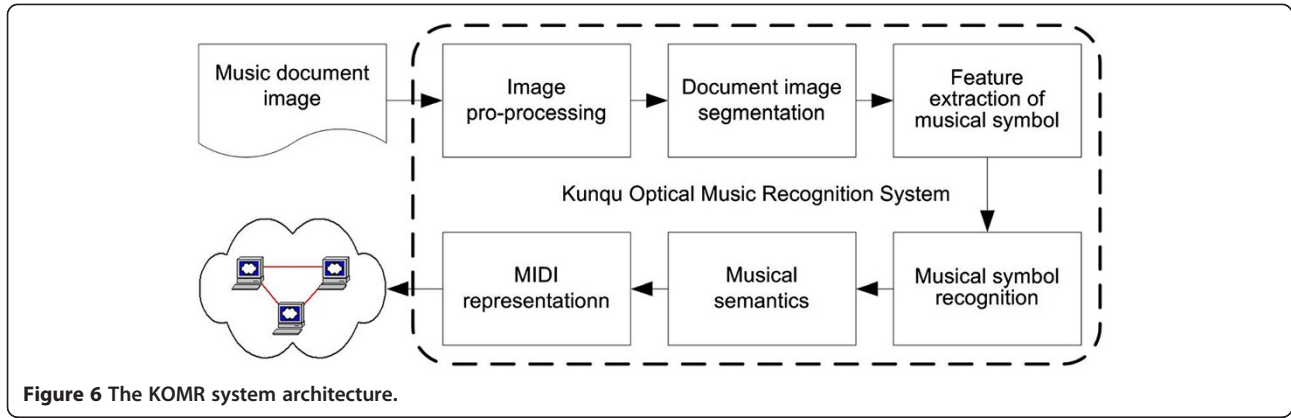 Music document
image
Image
pro-processing
Document image
segmentation
Feature
extraction of
musical symbol
Kunqu Optical Music Recognition System
MIDI
representationn
Musical
semantics
Musical symbol
recognition
Figure 6 The KOMR system architecture.